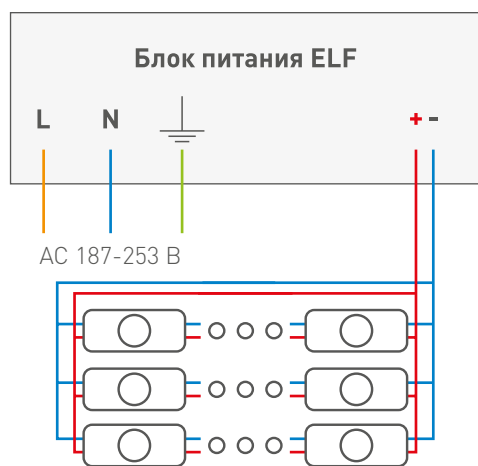 Блок питания ELF
L N + -
AC 187-253 В